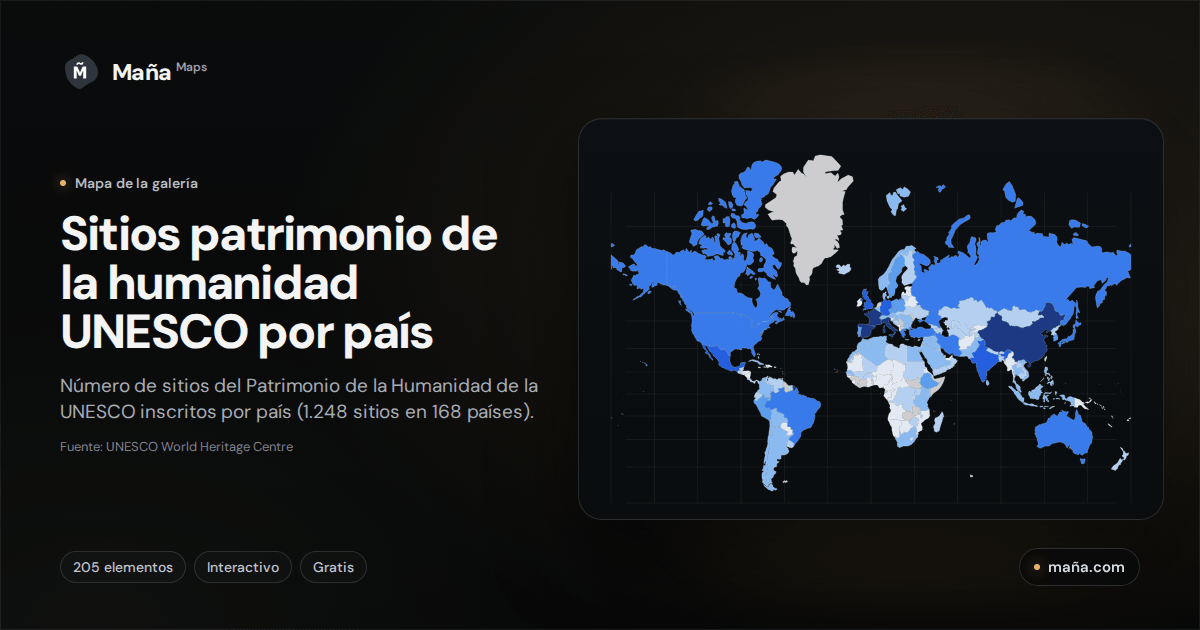 M̃
Maña Maps
Mapa de la galería
Sitios patrimonio de
la humanidad
UNESCO por país
Número de sitios del Patrimonio de la Humanidad de la
UNESCO inscritos por país (1.248 sitios en 168 países).
Fuente: UNESCO World Heritage Centre
205 elementos
Interactivo
Gratis
maña.com